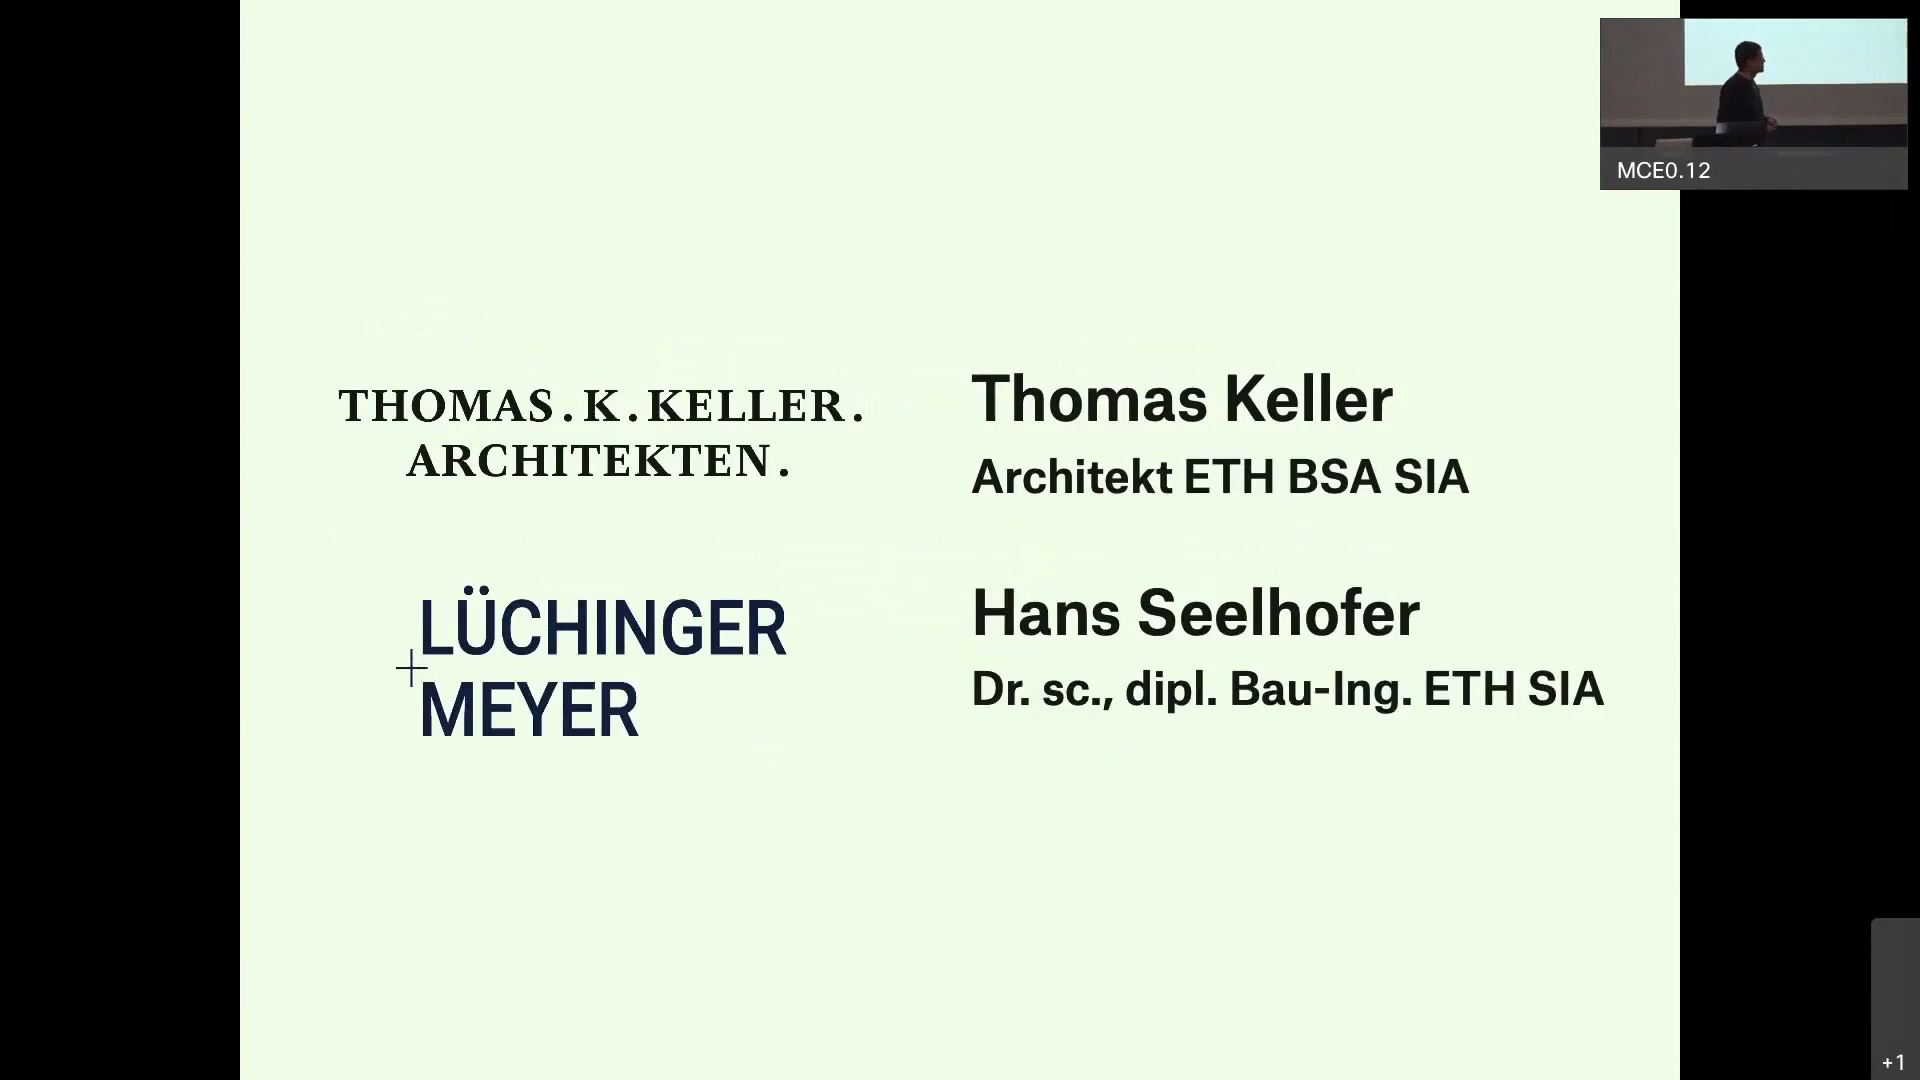 THOMAS.K.KELLER.
ARCHITEKTEN.
Thomas Keller
Architekt ETH BSA SIA
LÜCHINGER
MEYER
Hans Seelhofer
Dr. sc., dipl. Bau-Ing. ETH SIA
MCE0.12
+1